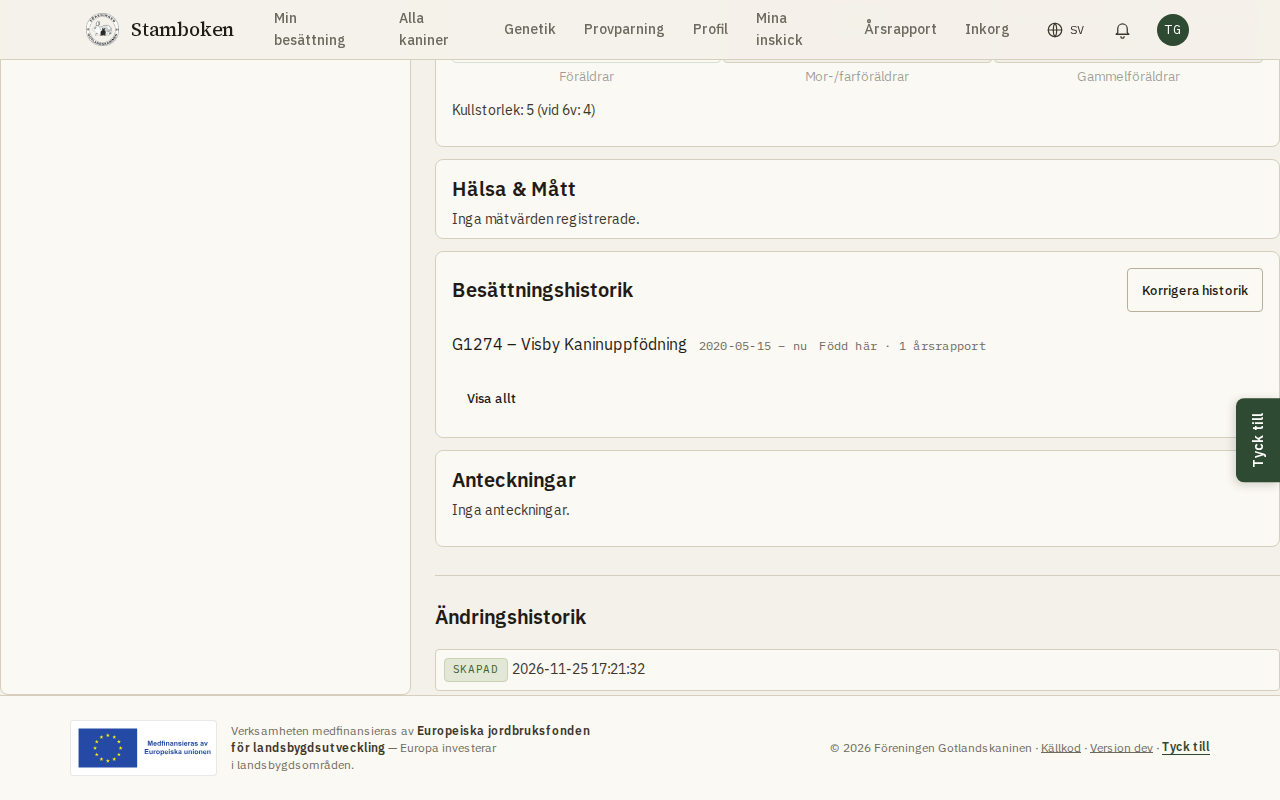 Stamboken
Min besättning
Alla kaniner
Genetik
Provparning
Profil
Mina inskick
Årsrapport
Inkorg
SV
TG
Föräldrar
Mor-/farföräldrar
Gammelföräldrar
Kullstorlek: 5 (vid 6v: 4)
Hälsa & Mått
Inga mätvärden registrerade.
Besättningshistorik
Korrigera historik
G1274 – Visby Kaninuppfödning 2020-05-15 – nu Född här · 1 årsrapport
Visa allt
Tyck till
Anteckningar
Inga anteckningar.
Ändringshistorik
SKAPAD 2026-11-25 17:21:32
Medfinansieras av
Europeiska unionen
Verksamheten medfinansieras av Europeiska jordbruksfonden
för landsbygdsutveckling — Europa investerar
i landsbygdsområden.
© 2026 Föreningen Gotlandskaninen · Källkod · Version dev · Tyck till